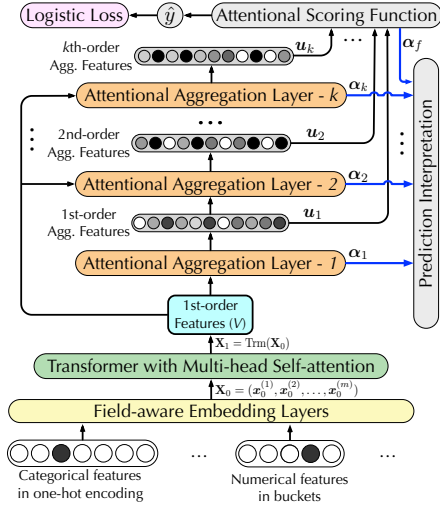 Logistic Loss
ŷ
Attentional Scoring Function
kth-order
Agg. Features
u_k
...
α_f
Attentional Aggregation Layer - k
α_k
...
...
2nd-order
Agg. Features
u_2
...
Attentional Aggregation Layer - 2
α_2
1st-order
Agg. Features
u_1
Attentional Aggregation Layer - 1
α_1
Prediction Interpretation
1st-order
Features (V)
X_1 = Trm(X_0)
Transformer with Multi-head Self-attention
X_0 = (x_0^{(1)}, x_0^{(2)}, ..., x_0^{(m)})
Field-aware Embedding Layers
... ...
Categorical features
in one-hot encoding
Numerical features
in buckets